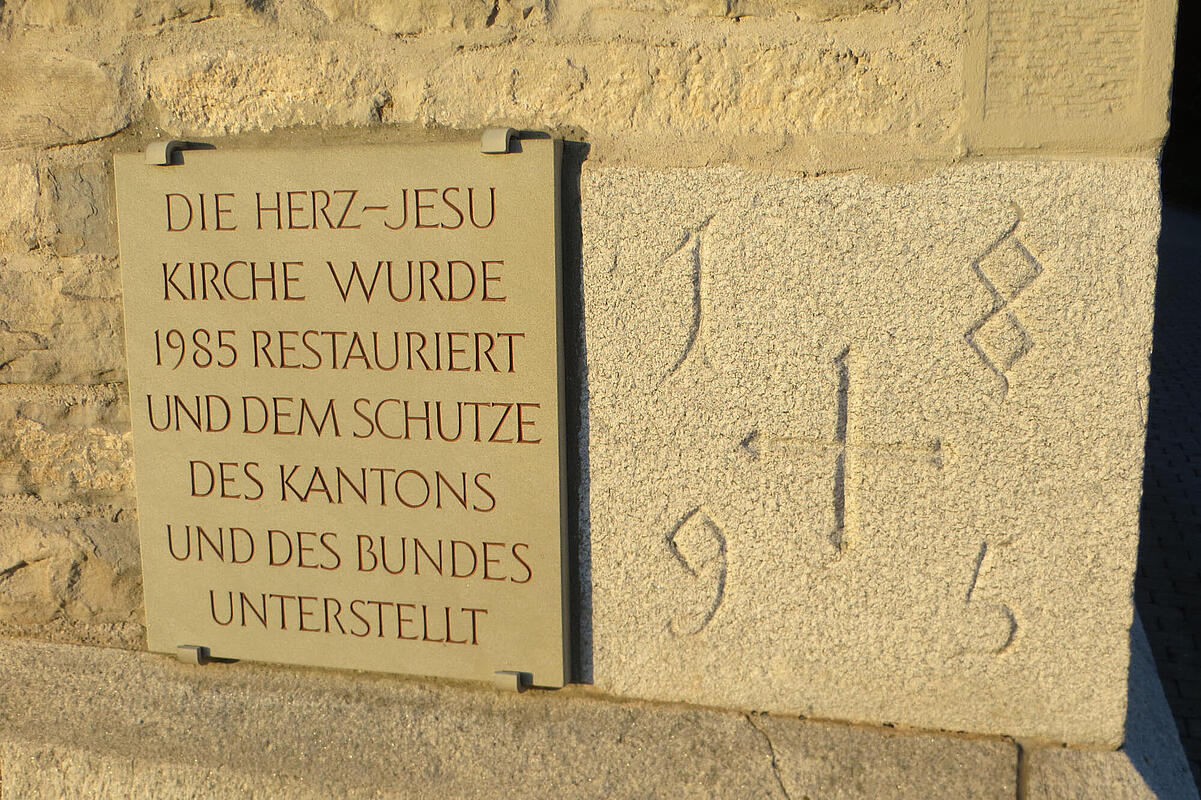 DIE HERZ-JESU
KIRCHE WURDE
1985 RESTAURIERT
UND DEM SCHUTZE
DES KANTONS
UND DES BUNDES
UNTERSTELLT
1 8
9 5